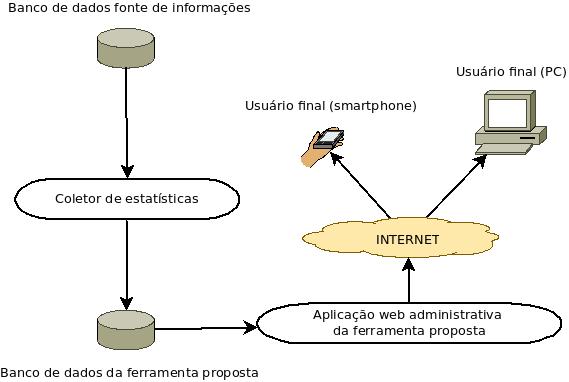 Banco de dados fonte de informações
Usuário final (PC)
Usuário final (smartphone)
Coletor de estatísticas
INTERNET
Aplicação web administrativa
da ferramenta proposta
Banco de dados da ferramenta proposta